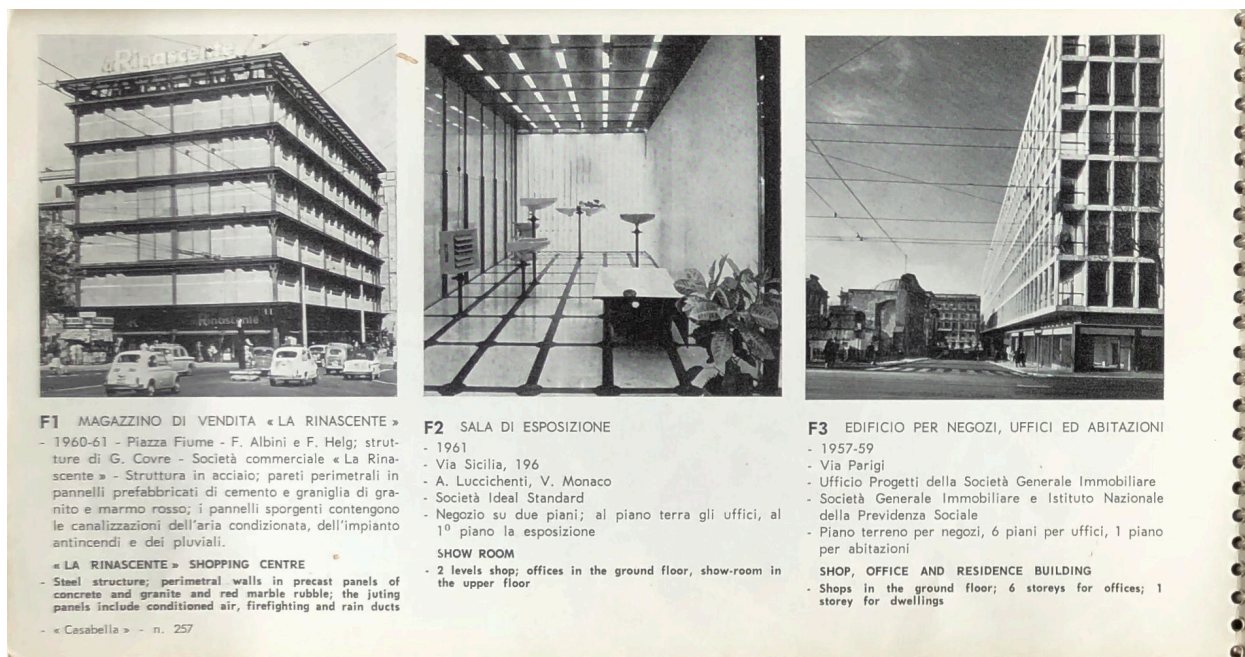 la Rinascente
Rinascente
F1 MAGAZZINO DI VENDITA « LA RINASCENTE »
- 1960-61 - Piazza Fiume - F. Albini e F. Helg; strut-
ture di G. Covre - Società commerciale « La Rina-
scente » - Struttura in acciaio; pareti perimetrali in
pannelli prefabbricati di cemento e graniglia di gra-
nito e marmo rosso; i pannelli sporgenti contengono
le canalizzazioni dell'aria condizionata, dell'impianto
antincendi e dei pluviali.
« LA RINASCENTE » SHOPPING CENTRE
- Steel structure; perimetral walls in precast panels of
concrete and granite and red marble rubble; the juting
panels include conditioned air, firefighting and rain ducts
- « Casabella » - n. 257
F2 SALA DI ESPOSIZIONE
- 1961
- Via Sicilia, 196
- A. Luccichenti, V. Monaco
- Società Ideal Standard
- Negozio su due piani; al piano terra gli uffici, al
1º piano la esposizione
SHOW ROOM
- 2 levels shop; offices in the ground floor, show-room in
the upper floor
F3 EDIFICIO PER NEGOZI, UFFICI ED ABITAZIONI
- 1957-59
- Via Parigi
- Ufficio Progetti della Società Generale Immobiliare
- Società Generale Immobiliare e Istituto Nazionale
della Previdenza Sociale
- Piano terreno per negozi, 6 piani per uffici, 1 piano
per abitazioni
SHOP, OFFICE AND RESIDENCE BUILDING
- Shops in the ground floor; 6 storeys for offices; 1
storey for dwellings